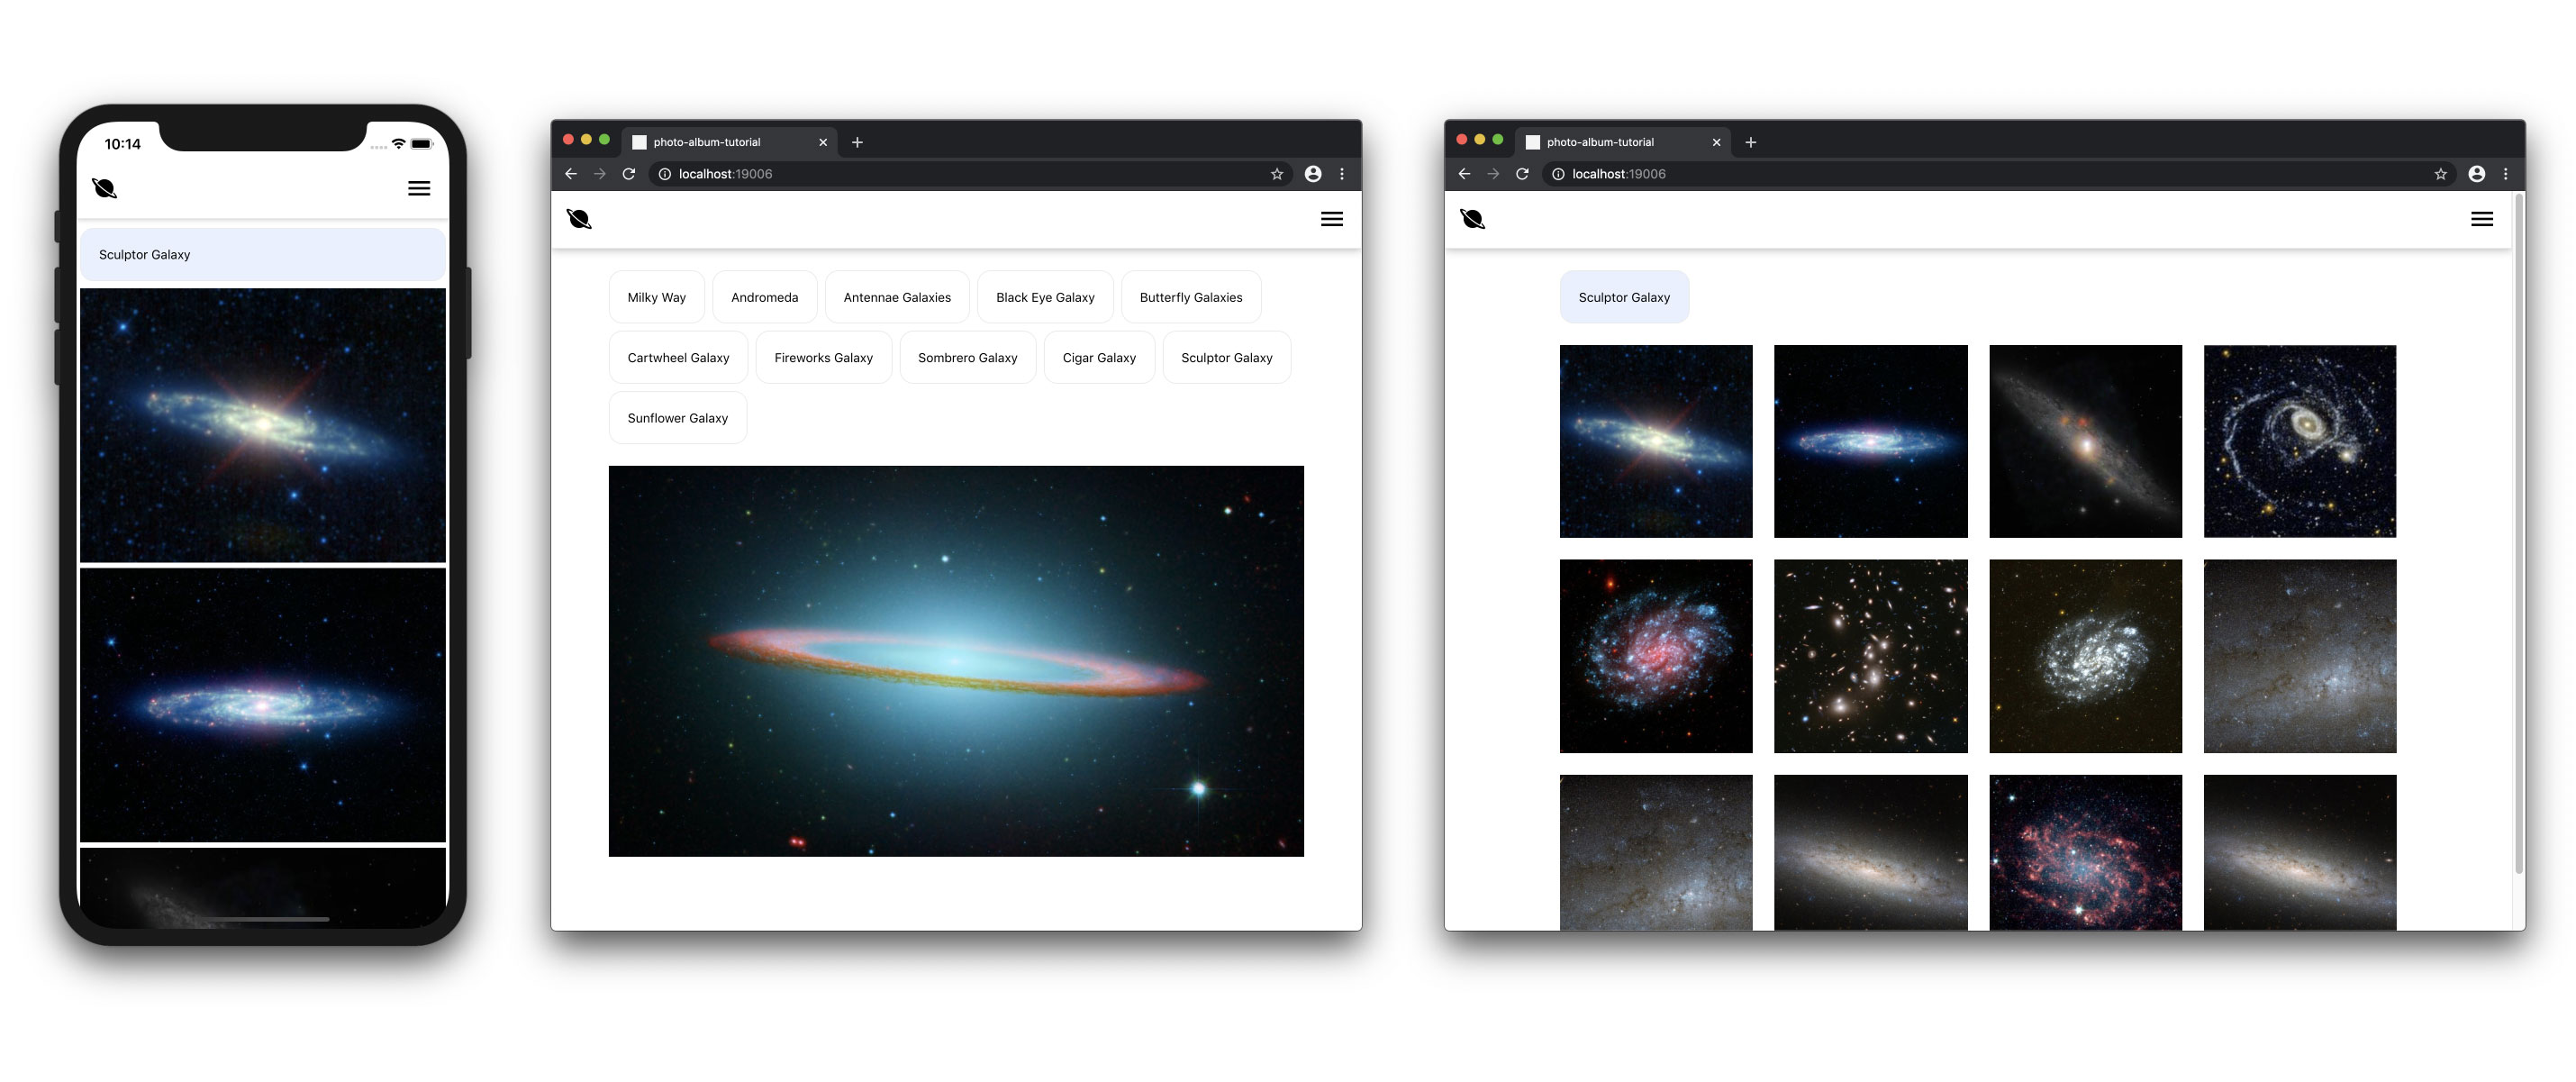 10:14
Sculptor Galaxy
photo-album-tutorial
localhost:19006
Milky Way
Andromeda
Antennae Galaxies
Black Eye Galaxy
Butterfly Galaxies
Cartwheel Galaxy
Fireworks Galaxy
Sombrero Galaxy
Cigar Galaxy
Sculptor Galaxy
Sunflower Galaxy
photo-album-tutorial
localhost:19006
Sculptor Galaxy